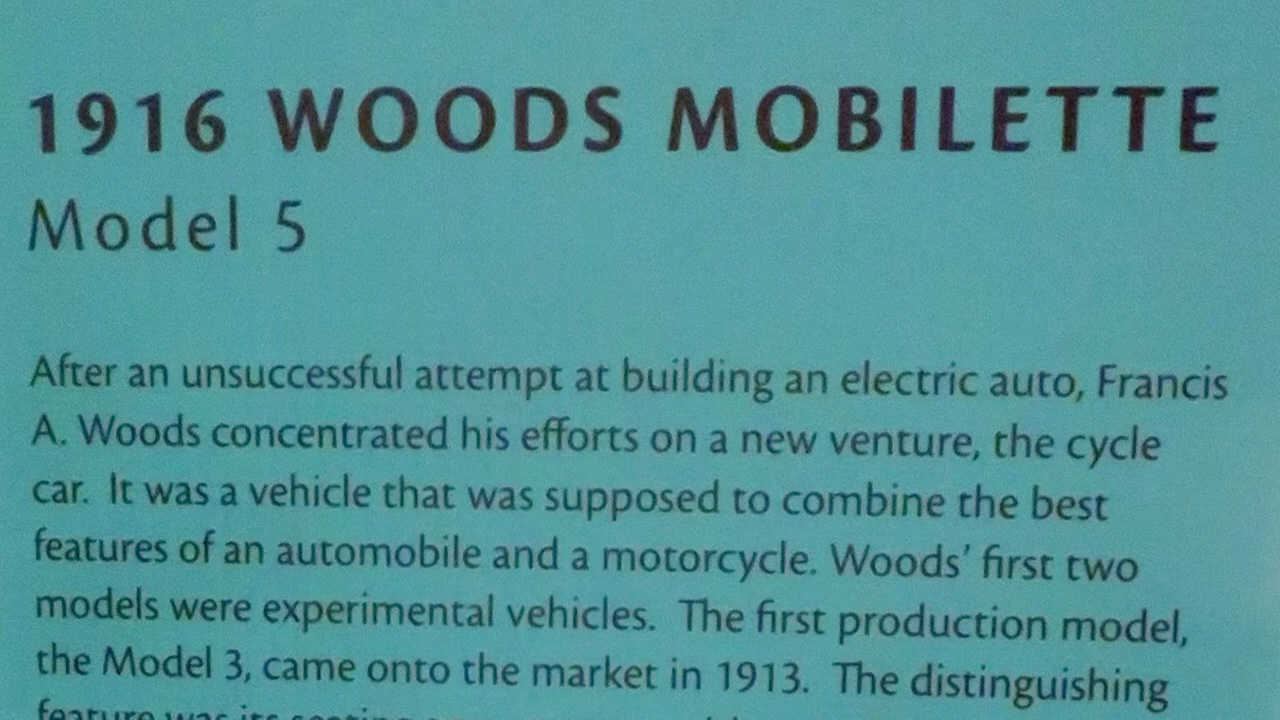 1916 WOODS MOBILETTE
Model 5
After an unsuccessful attempt at building an electric auto, Francis
A. Woods concentrated his efforts on a new venture, the cycle
car. It was a vehicle that was supposed to combine the best
features of an automobile and a motorcycle. Woods' first two
models were experimental vehicles. The first production model,
the Model 3, came onto the market in 1913. The distinguishing
feature was its